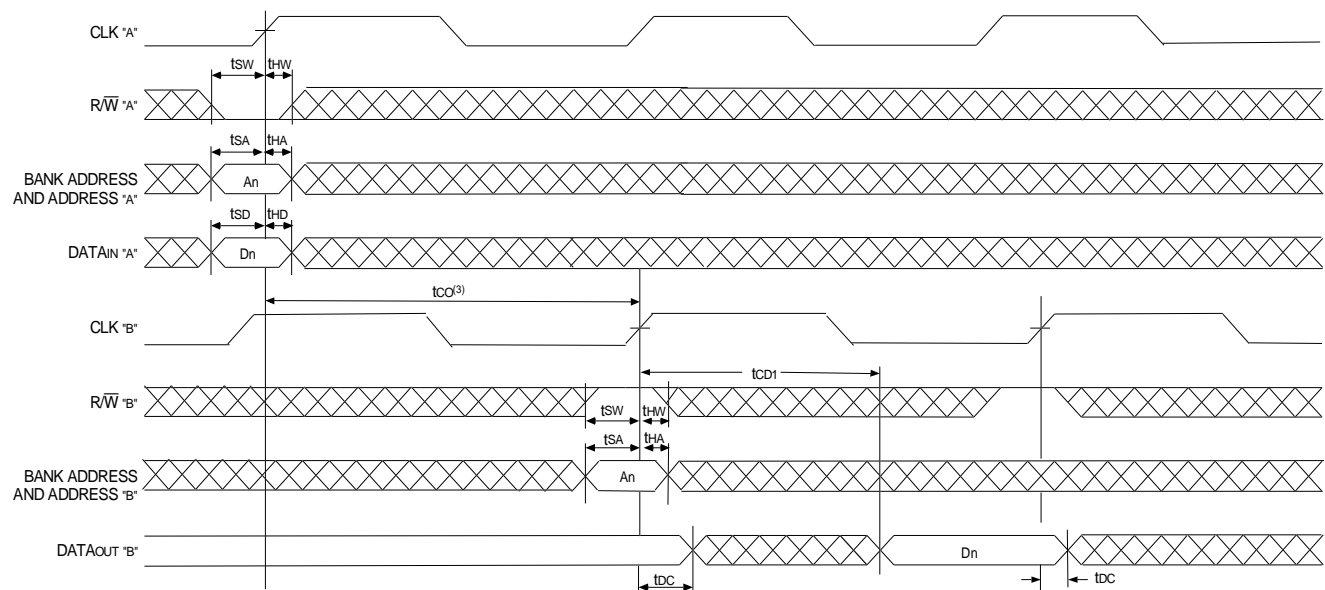 CLK "A"
tSW tHW
R/W̅ "A"
tSA tHA
BANK ADDRESS
AND ADDRESS "A"
An
tSD tHD
DATAIN "A"
Dn
tCO(3)
CLK "B"
tCD1
R/W̅ "B"
tSW tHW
tSA tHA
BANK ADDRESS
AND ADDRESS "B"
An
DATAOUT "B"
Dn
tDC
tDC